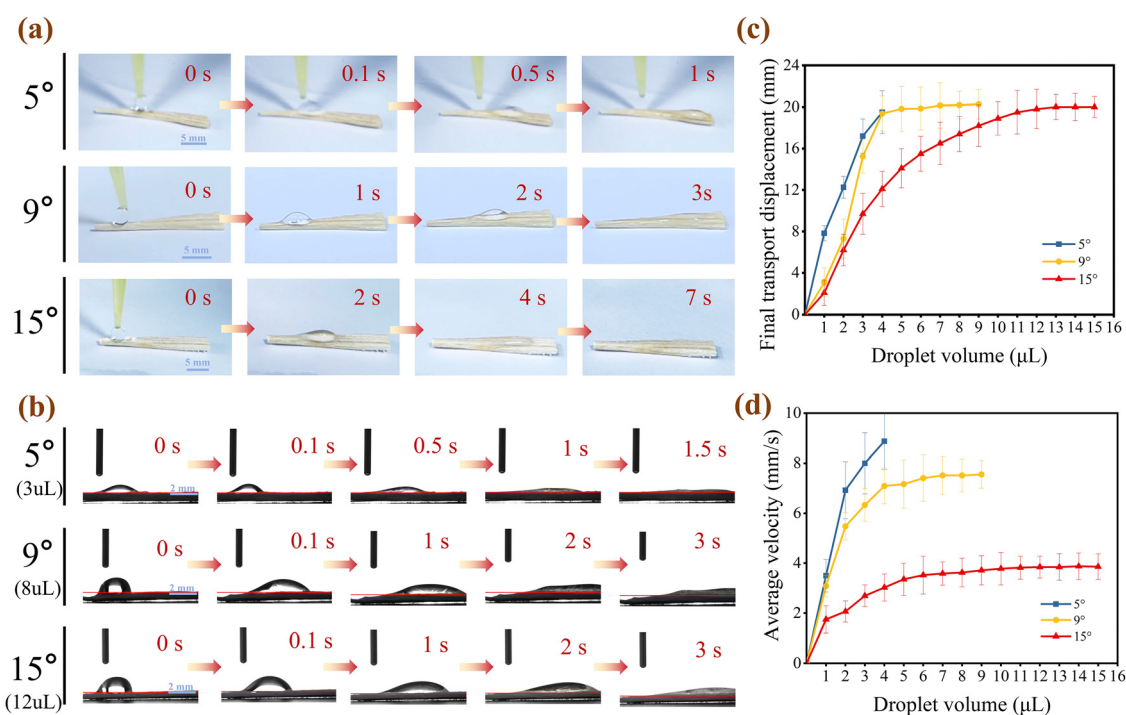 (a)
5°
0 s
0.1 s
0.5 s
1 s
5 mm
9°
0 s
1 s
2 s
3s
5 mm
15°
0 s
2 s
4 s
7 s
5 mm
(b)
5°
(3uL)
0 s
0.1 s
0.5 s
1 s
1.5 s
2 mm
9°
(8uL)
0 s
0.1 s
1 s
2 s
3 s
2 mm
15°
(12uL)
0 s
0.1 s
1 s
2 s
3 s
2 mm
(c)
Final transport displacement (mm)
24
20
16
12
8
4
0
5°
9°
15°
1 2 3 4 5 6 7 8 9 10 11 12 13 14 15 16
Droplet volume (μL)
(d)
Average velocity (mm/s)
10
8
6
4
2
0
5°
9°
15°
1 2 3 4 5 6 7 8 9 10 11 12 13 14 15 16
Droplet volume (μL)